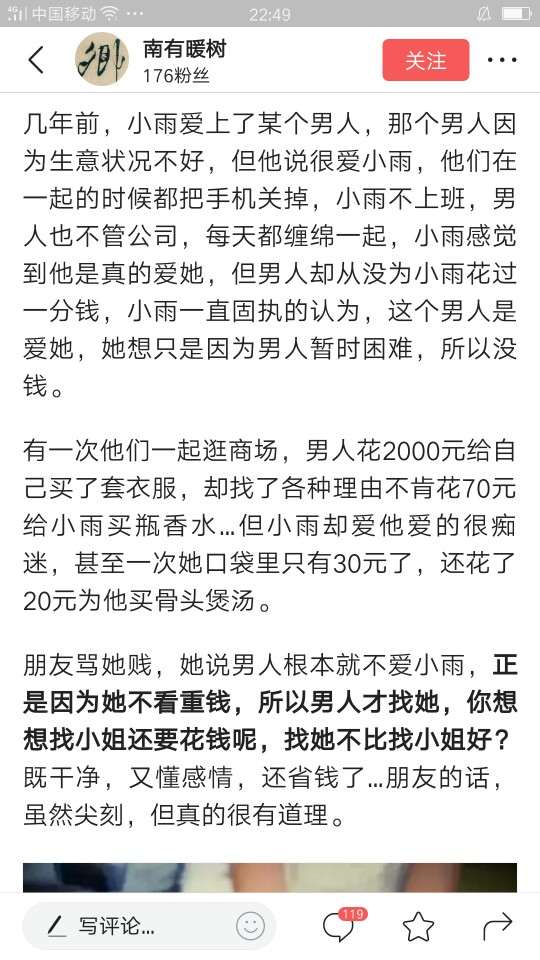 中国移动
22:49
南有暖树
176粉丝
关注
几年前，小雨爱上了某个男人，那个男人因
为生意状况不好，但他说很爱小雨，他们在
一起的时候都把手机关掉，小雨不上班，男
人也不管公司，每天都缠绵一起，小雨感觉
到他是真的爱她，但男人却从没为小雨花过
一分钱，小雨一直固执的认为，这个男人是
爱她，她想只是因为男人暂时困难，所以没
钱。
有一次他们一起逛商场，男人花2000元给自
己买了套衣服，却找了各种理由不肯花70元
给小雨买瓶香水...但小雨却爱他爱的很痴
迷，甚至一次她口袋里只有30元了，还花了
20元为他买骨头煲汤。
朋友骂她贱，她说男人根本就不爱小雨，正
是因为她不看重钱，所以男人才找她，你想
想找小姐还要花钱呢，找她不比找小姐好？
既干净，又懂感情，还省钱了...朋友的话，
虽然尖刻，但真的很有道理。
写评论...
119